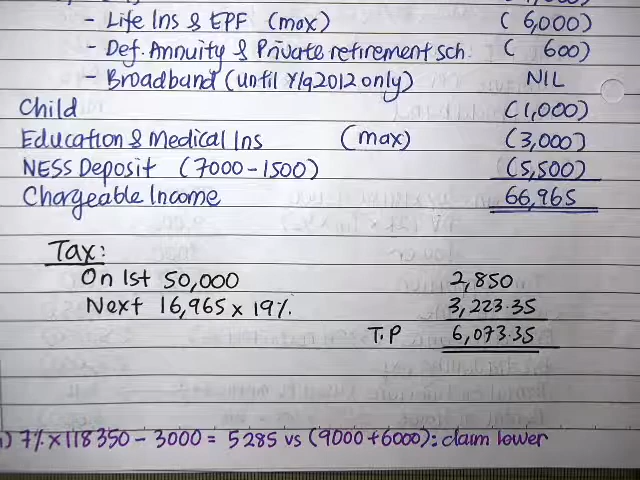 - Life Ins & EPF (max) (6,000)
- Def. Annuity & Private retirement sch. ( 600)
- Broadband (until Y/a 2012 only) NIL
Child (1,000)
Education & Medical Ins (max) (3,000)
NESS Deposit (7000-1500) (5,500)
Chargeable Income 66,965
Tax:
On 1st 50,000 2,850
Next 16,965 x 19% 3,223.35
T.P 6,073.35
) 7% x 118350 - 3000 = 5285 vs (9000+6000): claim lower